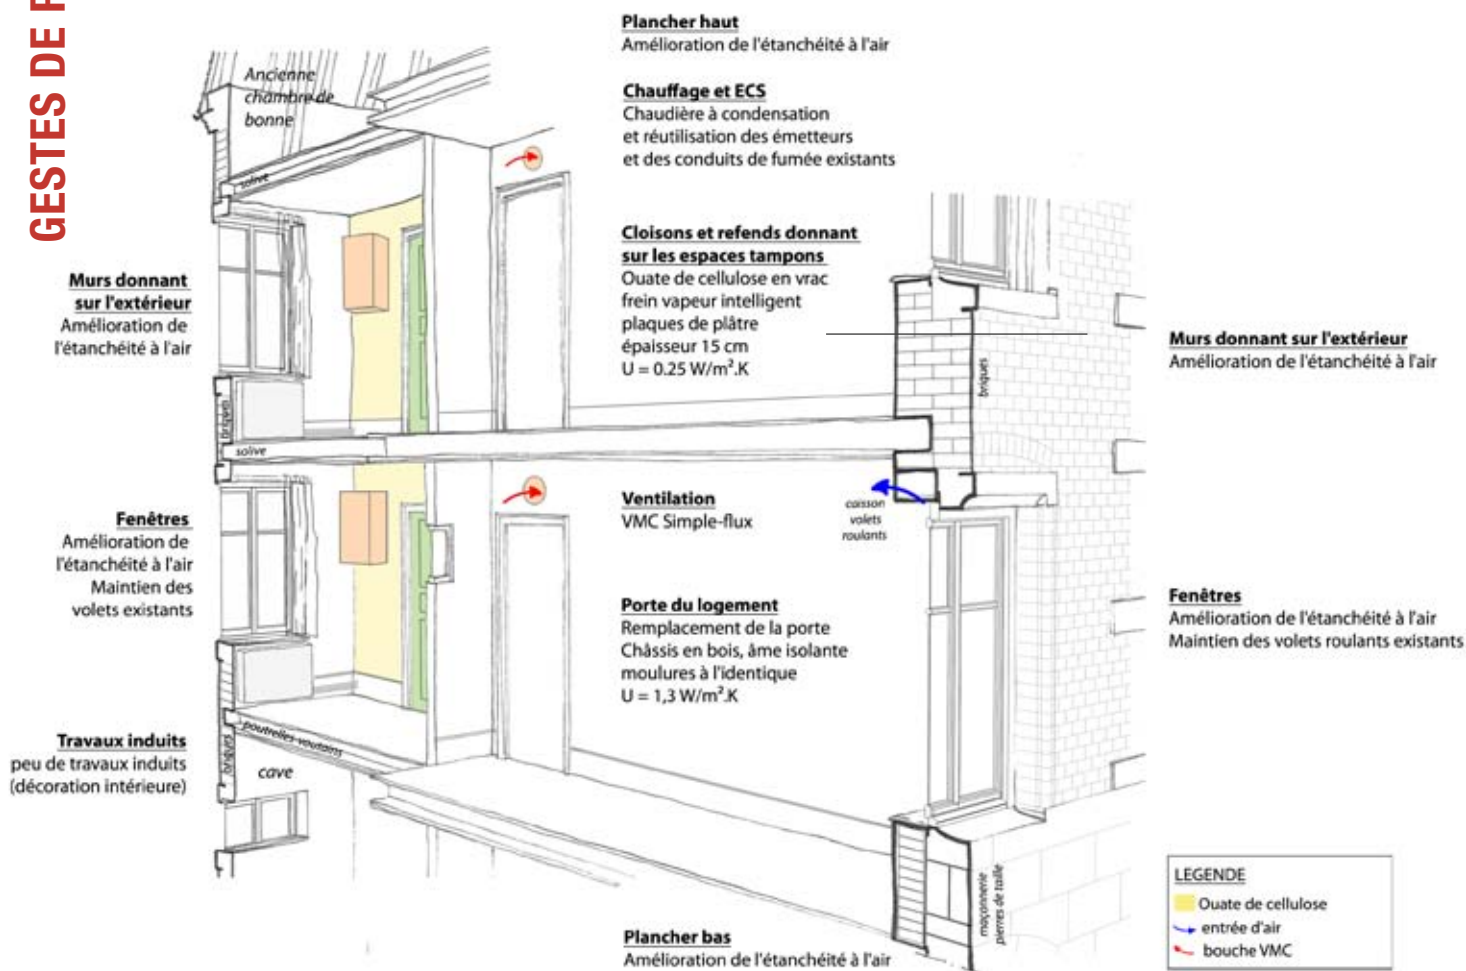 GESTES DE
Plancher haut
Amélioration de l'étanchéité à l'air
Chauffage et ECS
Chaudière à condensation
et réutilisation des émetteurs
et des conduits de fumée existants
Cloisons et refends donnant
sur les espaces tampons
Ouate de cellulose en vrac
frein vapeur intelligent
plaques de plâtre
épaisseur 15 cm
U = 0.25 W/m².K
Ventilation
VMC Simple-flux
Porte du logement
Remplacement de la porte
Châssis en bois, âme isolante
moulures à l'identique
U = 1,3 W/m².K
Plancher bas
Amélioration de l'étanchéité à l'air
Murs donnant
sur l'extérieur
Amélioration de
l'étanchéité à l'air
Fenêtres
Amélioration de
l'étanchéité à l'air
Maintien des
volets existants
Travaux induits
peu de travaux induits
(décoration intérieure)
Ancienne
chambre de
bonne
solive
briques
solive
poutrelles voutains
briques
cave
briques
caisson
volets
roulants
maçonnerie
pierres de taille
Murs donnant sur l'extérieur
Amélioration de l'étanchéité à l'air
Fenêtres
Amélioration de l'étanchéité à l'air
Maintien des volets roulants existants
LEGENDE
Ouate de cellulose
entrée d'air
bouche VMC